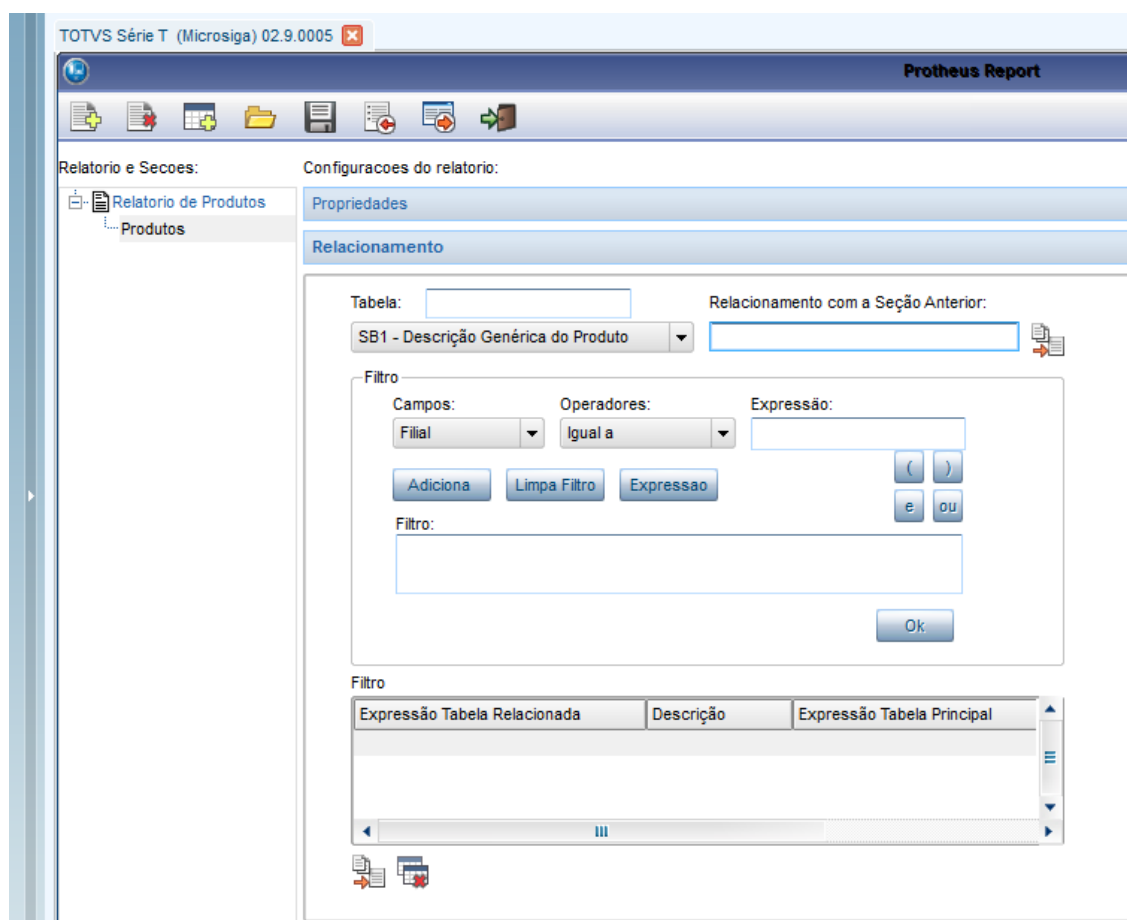 TOTVS Série T (Microsiga) 02.9.0005
Protheus Report
Relatorio e Secoes:
Configuracoes do relatorio:
Relatorio de Produtos
Produtos
Propriedades
Relacionamento
Tabela:
Relacionamento com a Seção Anterior:
SB1 - Descrição Genérica do Produto
Filtro
Campos:
Operadores:
Expressão:
Filial
Igual a
( )
Adiciona
Limpa Filtro
Expressao
e ou
Filtro:
Ok
Filtro
Expressão Tabela Relacionada
Descrição
Expressão Tabela Principal